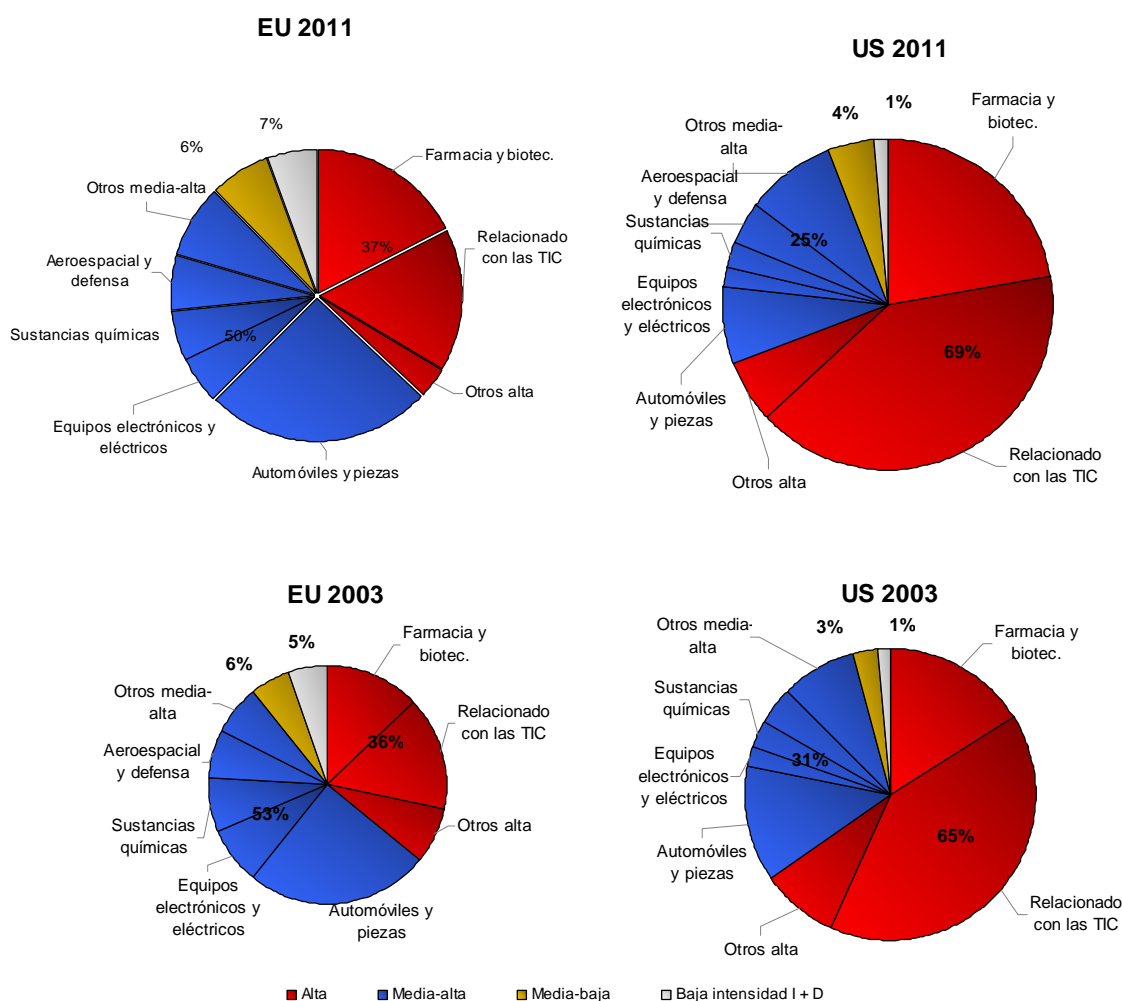 EU 2011
7%
6%
Farmacia y biotec.
Otros media-alta
37%
Relacionado
con las TIC
Aeroespacial y
defensa
Sustancias químicas
50%
Otros alta
Equipos electrónicos y
eléctricos
Automóviles y piezas
US 2011
4%
1%
Farmacia y
biotec.
Otros media-
alta
Aeroespacial
y defensa
Sustancias
químicas
25%
Equipos
electrónicos
y eléctricos
69%
Automóviles
y piezas
Otros alta
Relacionado
con las TIC
EU 2003
5%
6%
Farmacia y
biotec.
Otros media-
alta
36%
Relacionado
con las TIC
Aeroespacial
y defensa
53%
Sustancias
químicas
Otros alta
Equipos
electrónicos y
eléctricos
Automóviles y
piezas
US 2003
3%
1%
Otros media-
alta
Farmacia y
biotec.
Sustancias
químicas
Equipos
electrónicos
y eléctricos
31%
65%
Automóviles
y piezas
Otros alta
Relacionado
con las TIC
Alta
Media-alta
Media-baja
Baja intensidad I + D